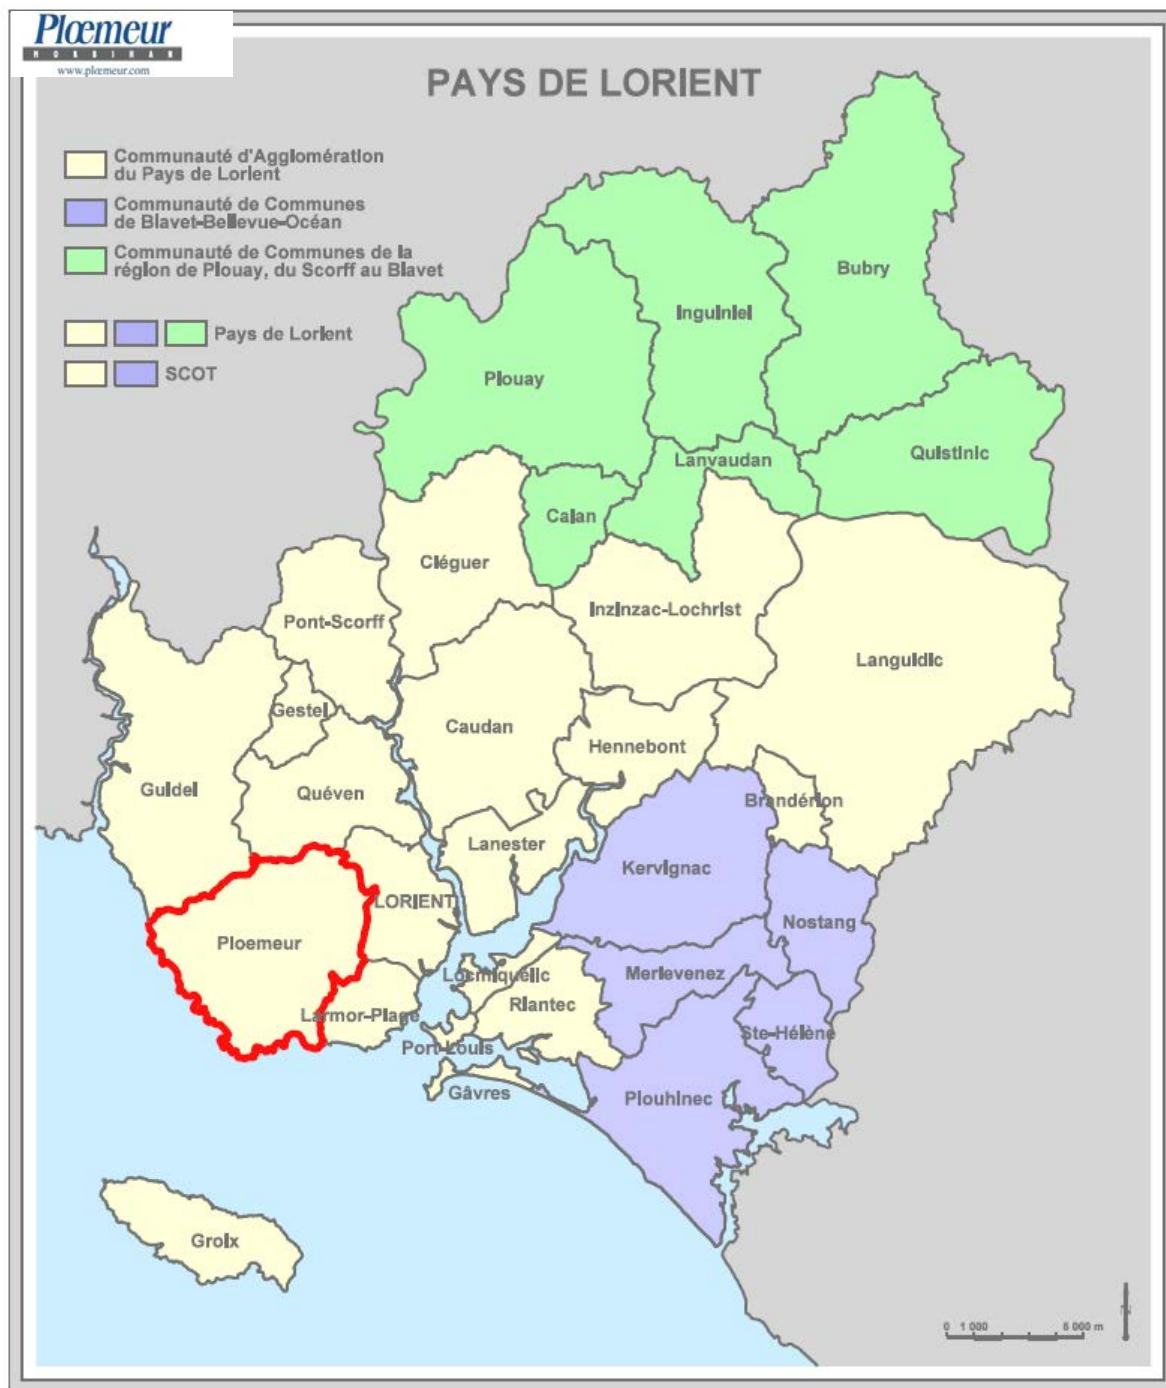 Plœmeur
MORBIHAN
www.plœmeur.com
PAYS DE LORIENT
Communauté d'Agglomération
du Pays de Lorient
Communauté de Communes
de Blavet-Bellevue-Océan
Communauté de Communes de la
région de Plouay, du Scorff au Blavet
Pays de Lorient
SCOT
Bubry
Inguiniel
Plouay
Quistinic
Lanvaudan
Calan
Cléguer
Inzinzac-Lochrist
Pont-Scorff
Languidic
Gestel
Caudan
Hennebont
Guidel
Quéven
Brandérion
Lanester
Kervignac
LORIENT
Nostang
Ploemeur
Locmiquélic
Merlevenez
Riantec
Larmor-Plage
Ste-Hélène
Port-Louis
Gâvres
Plouhinec
Groix
0 1 000 5 000 m
N